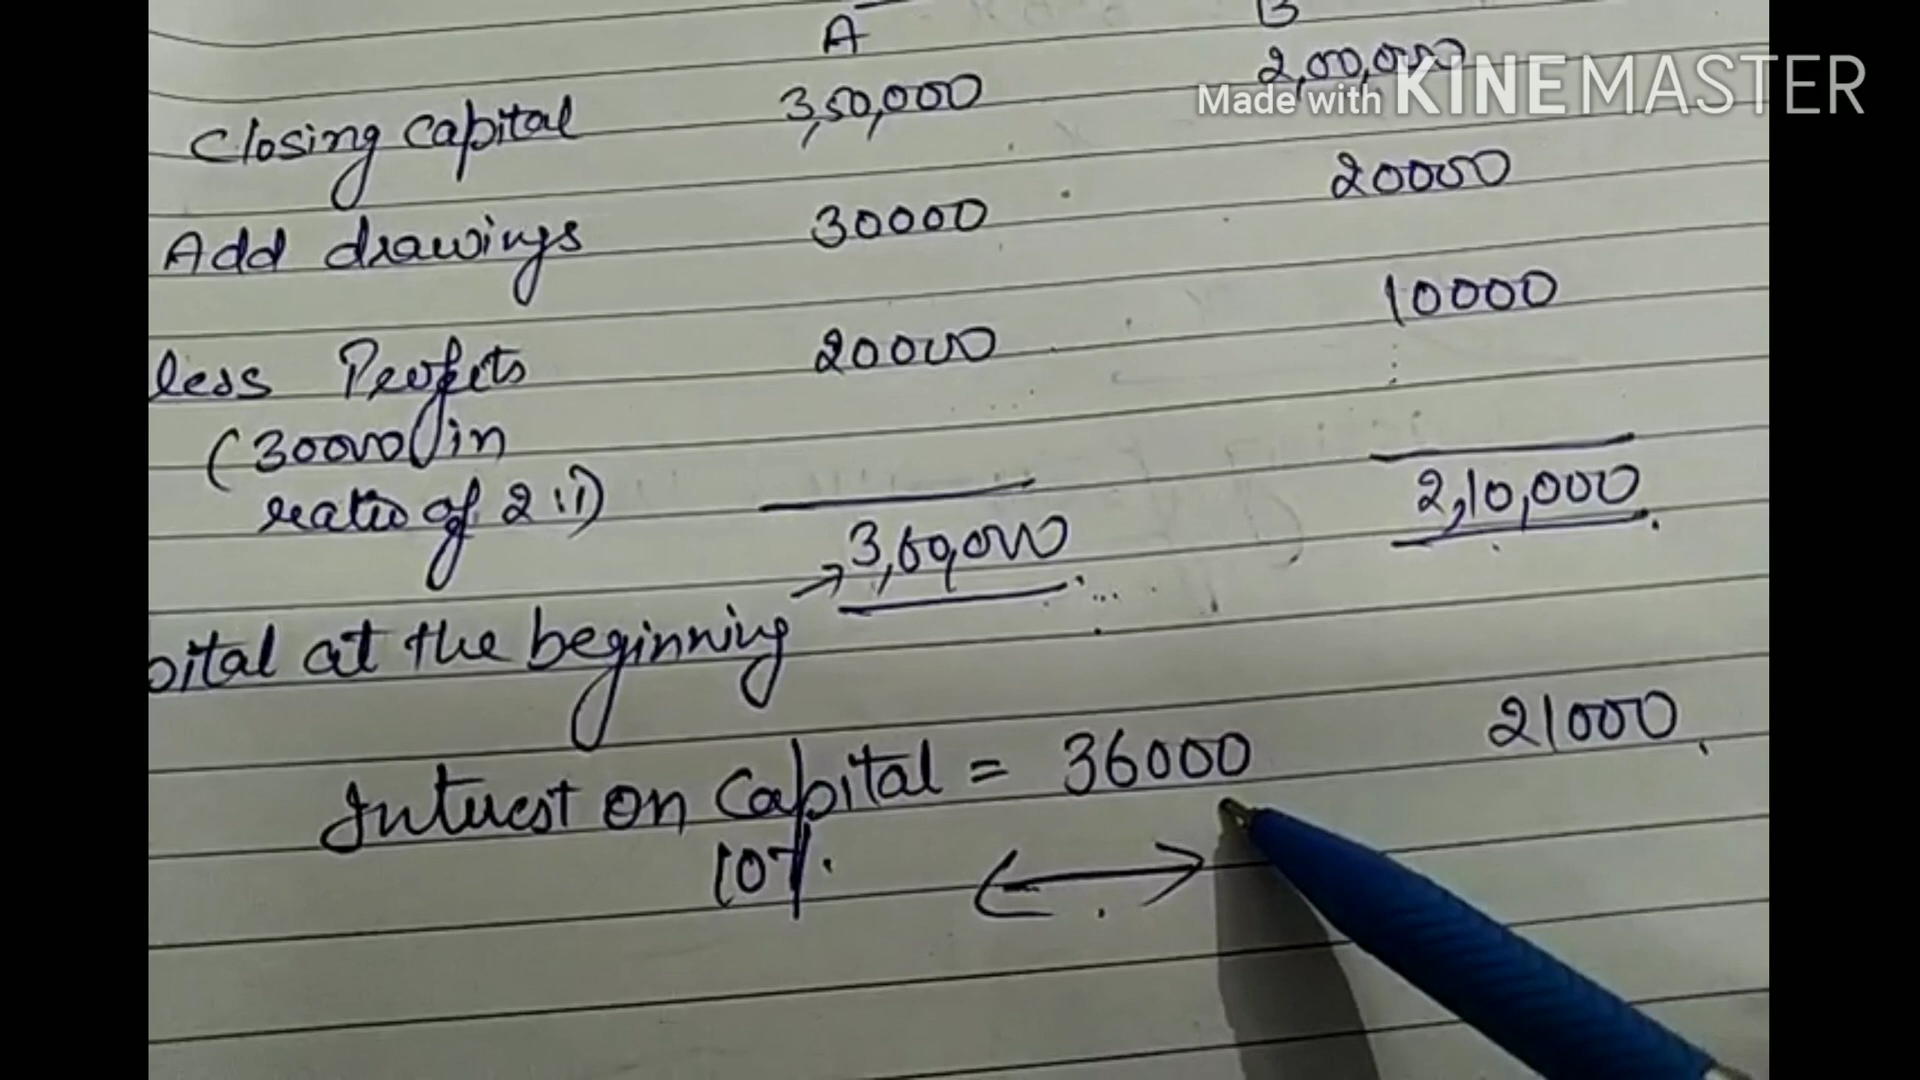 A B
Closing capital 3,50,000 2,00,000
Made with KINEMASTER
Add drawings 30000 20000
less Profits 20000 10000
(30000 in
ratio of 2:1)
3,60,000 2,10,000
pital at the beginning
Interest on Capital = 36000 21000
10%